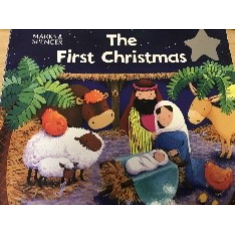 MARKS &
SPENCER
The
First Christmas